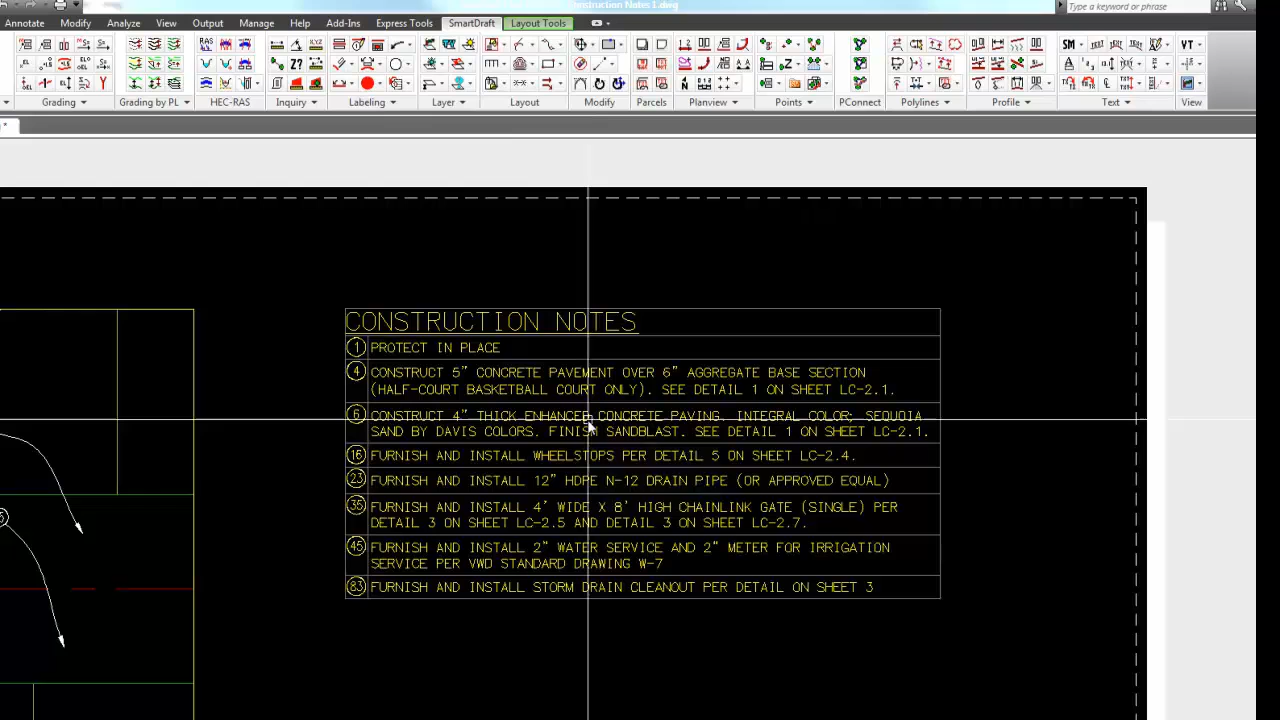 Construction Notes 1.dwg
Type a keyword or phrase
Annotate Modify Analyze View Output Manage Help Add-Ins Express Tools SmartDraft Layout Tools
Grading Grading by PL HEC-RAS Inquiry Labeling Layer Layout Modify Parcels Planview Points PConnect Polylines Profile Text View
CONSTRUCTION NOTES
1 PROTECT IN PLACE
4 CONSTRUCT 5" CONCRETE PAVEMENT OVER 6" AGGREGATE BASE SECTION
(HALF-COURT BASKETBALL COURT ONLY). SEE DETAIL 1 ON SHEET LC-2.1.
6 CONSTRUCT 4" THICK ENHANCED CONCRETE PAVING. INTEGRAL COLOR; SEQUOIA
SAND BY DAVIS COLORS. FINISH SANDBLAST. SEE DETAIL 1 ON SHEET LC-2.1.
16 FURNISH AND INSTALL WHEELSTOPS PER DETAIL 5 ON SHEET LC-2.4.
23 FURNISH AND INSTALL 12" HDPE N-12 DRAIN PIPE (OR APPROVED EQUAL)
35 FURNISH AND INSTALL 4' WIDE X 8' HIGH CHAINLINK GATE (SINGLE) PER
DETAIL 3 ON SHEET LC-2.5 AND DETAIL 3 ON SHEET LC-2.7.
45 FURNISH AND INSTALL 2" WATER SERVICE AND 2" METER FOR IRRIGATION
SERVICE PER VWD STANDARD DRAWING W-7
83 FURNISH AND INSTALL STORM DRAIN CLEANOUT PER DETAIL ON SHEET 3